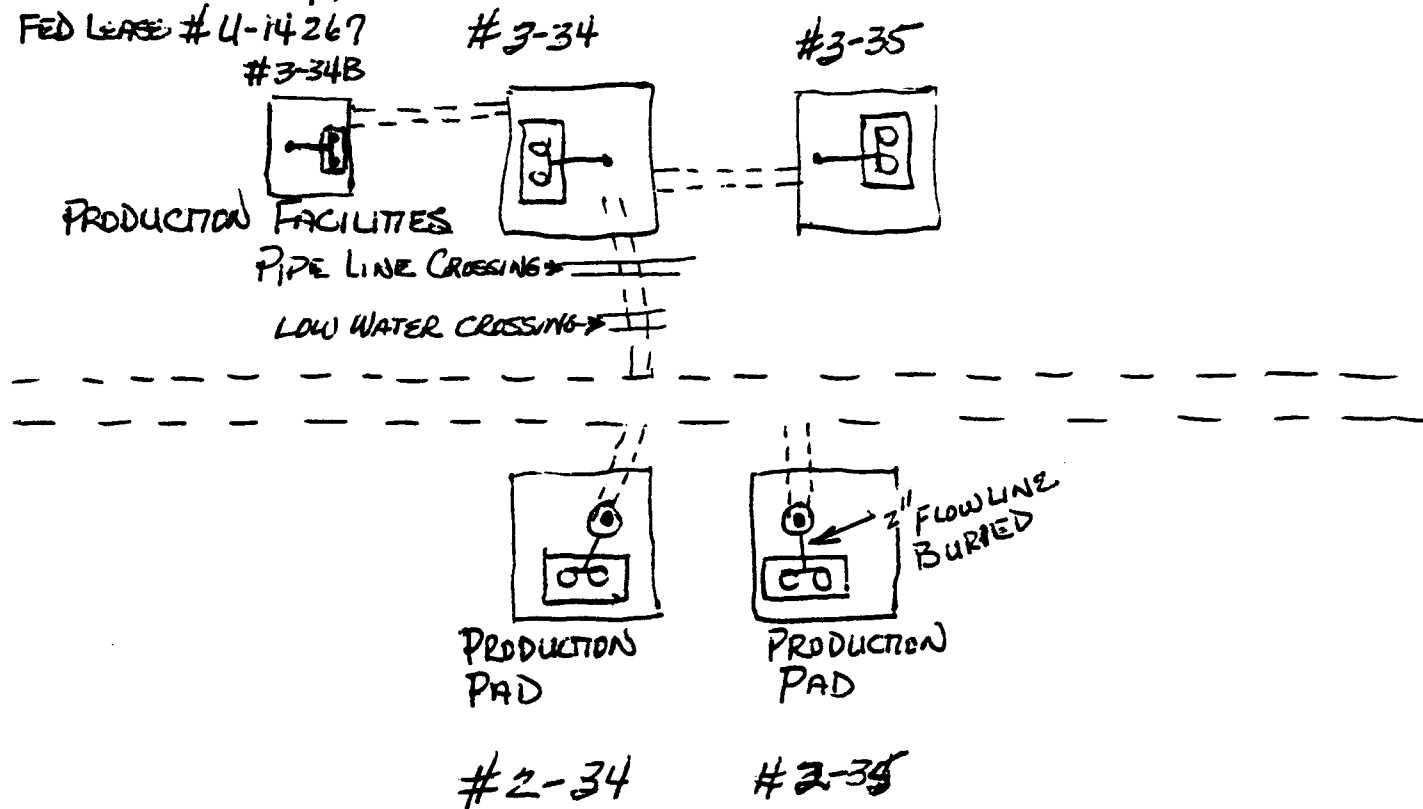 FED LEASE # U-14267
#3-34B
#3-34
#3-35
PRODUCTION FACILITIES
PIPE LINE CROSSING
LOW WATER CROSSING
2" FLOWLINE
BURIED
PRODUCTION
PAD
PRODUCTION
PAD
#2-34
#2-35